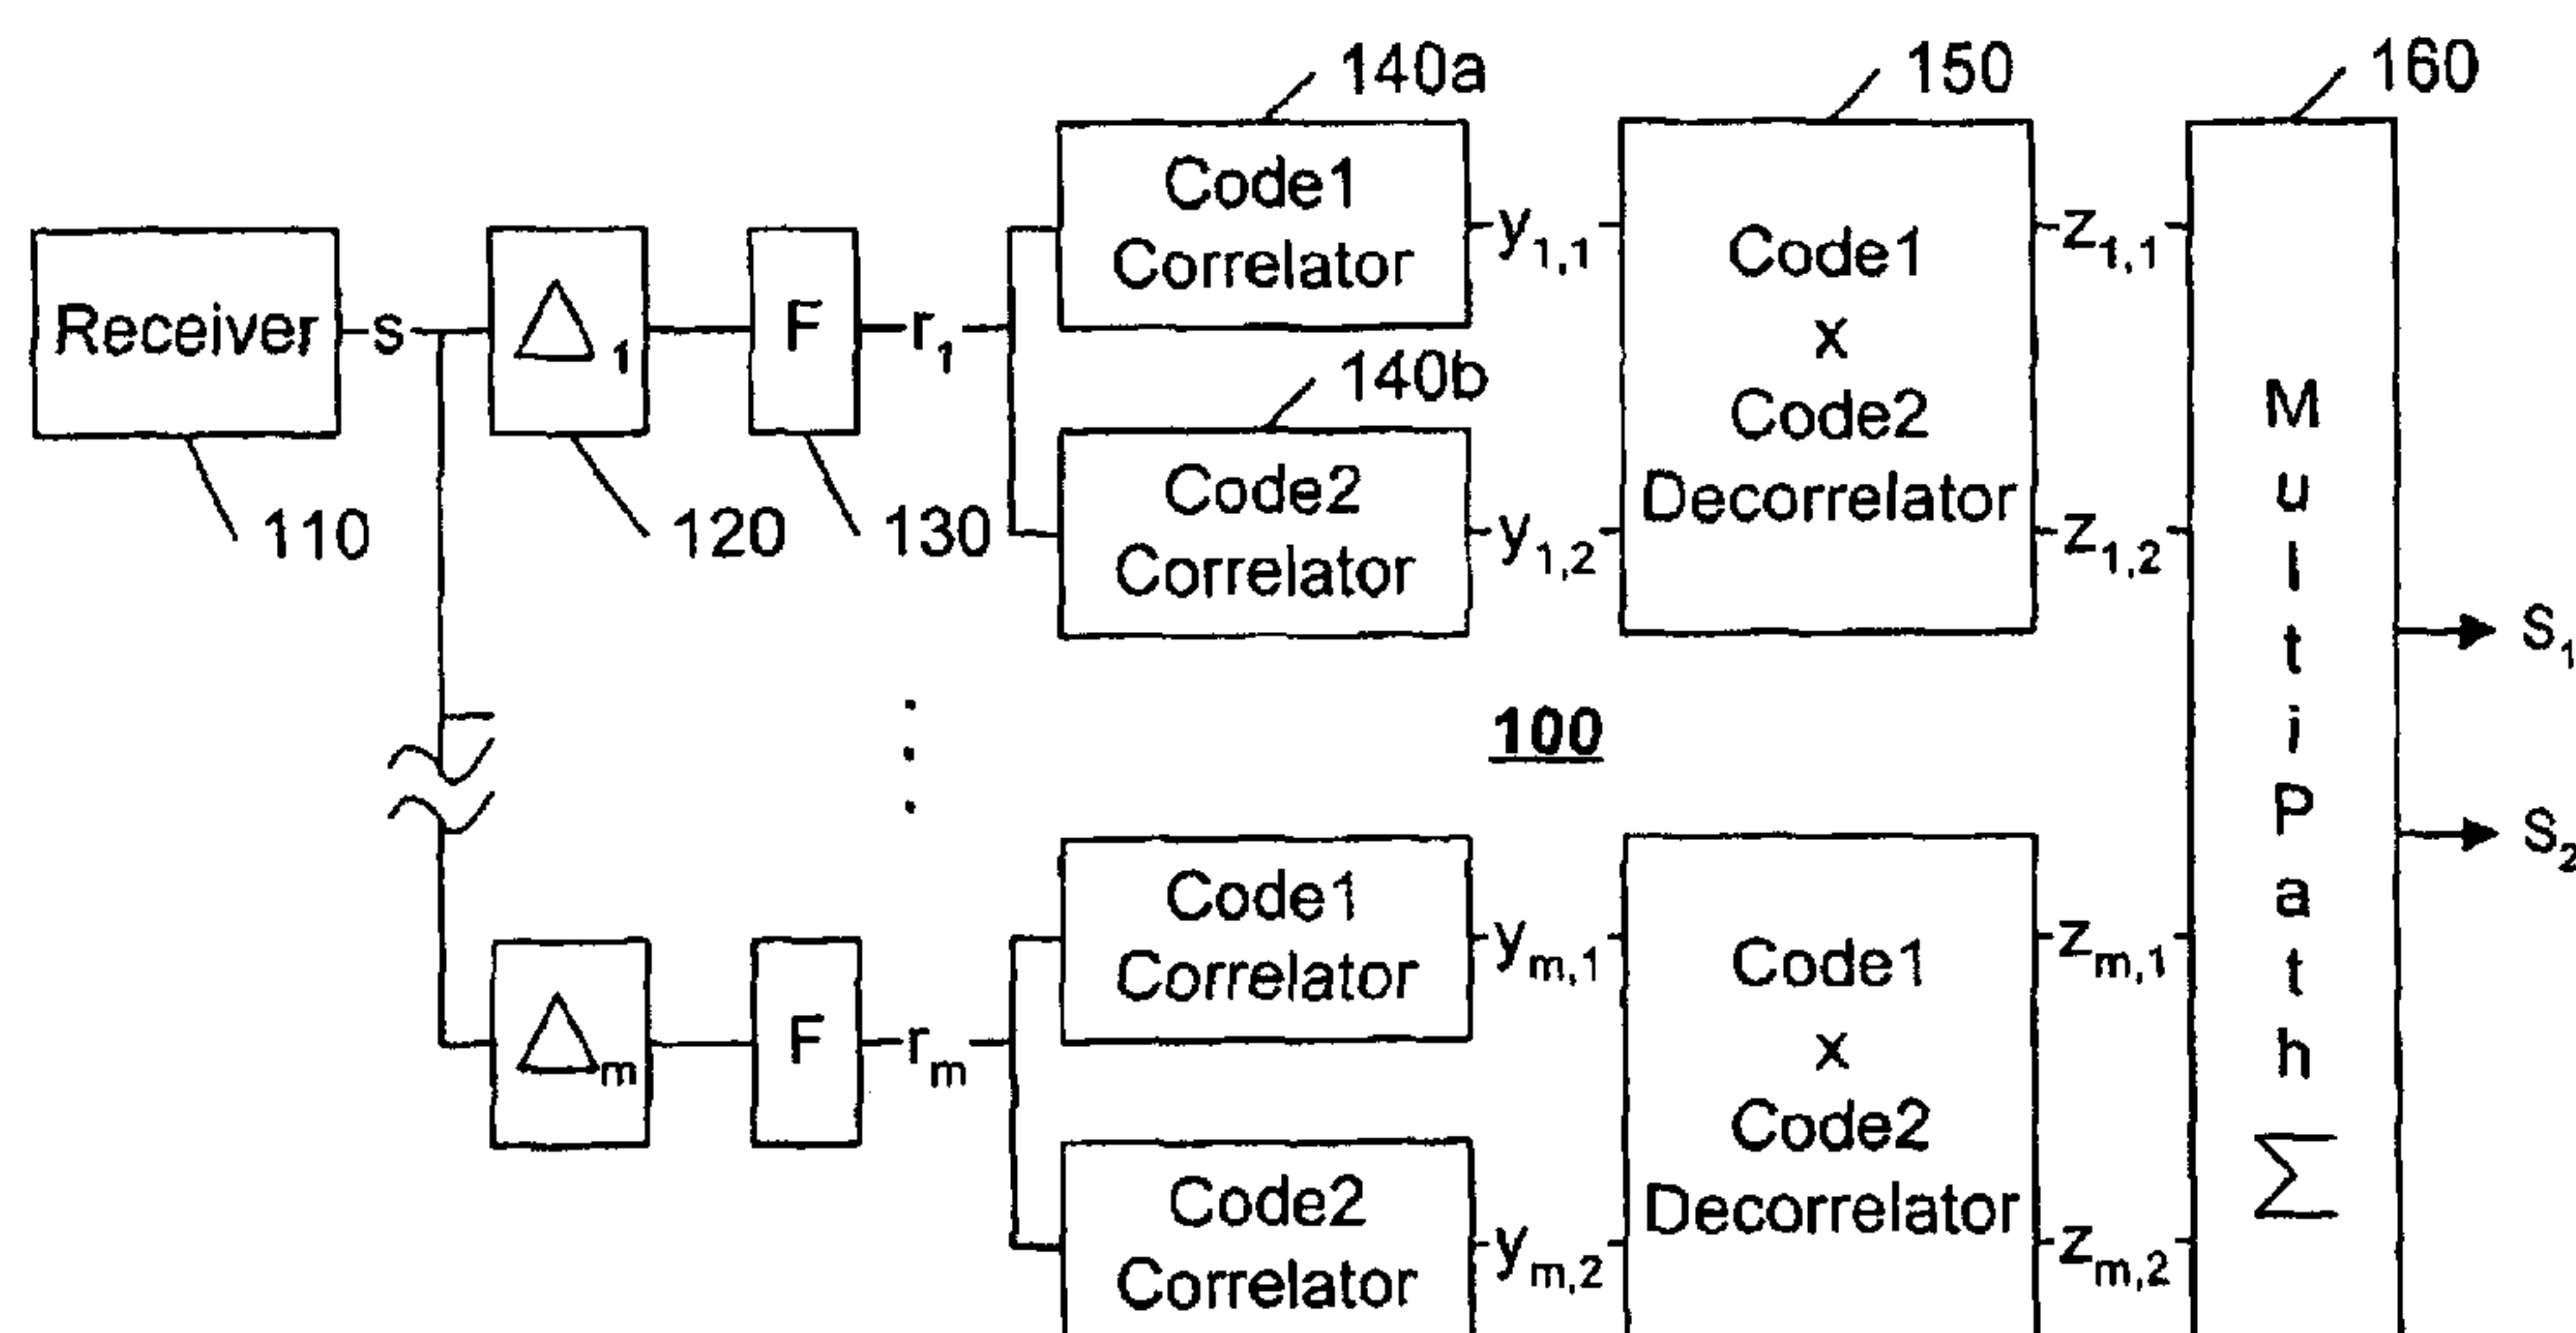 140a
150
160
Code1
Correlator
y1,1
Code1
x
Code2
Decorrelator
z1,1
Receiver
s
Δ1
F
r1
140b
Code2
Correlator
y1,2
z1,2
110
120
130
MultiPath
Σ
S1
S2
100
Δm
F
rm
Code1
Correlator
ym,1
Code1
x
Code2
Decorrelator
zm,1
Code2
Correlator
ym,2
zm,2